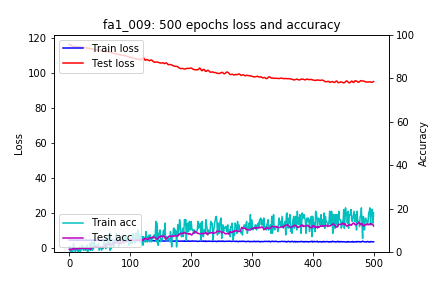 fa1_009: 500 epochs loss and accuracy
120
100
80
60
40
20
0
Loss
100
80
60
40
20
0
Accuracy
Train loss
Test loss
Train acc
Test acc
0 100 200 300 400 500